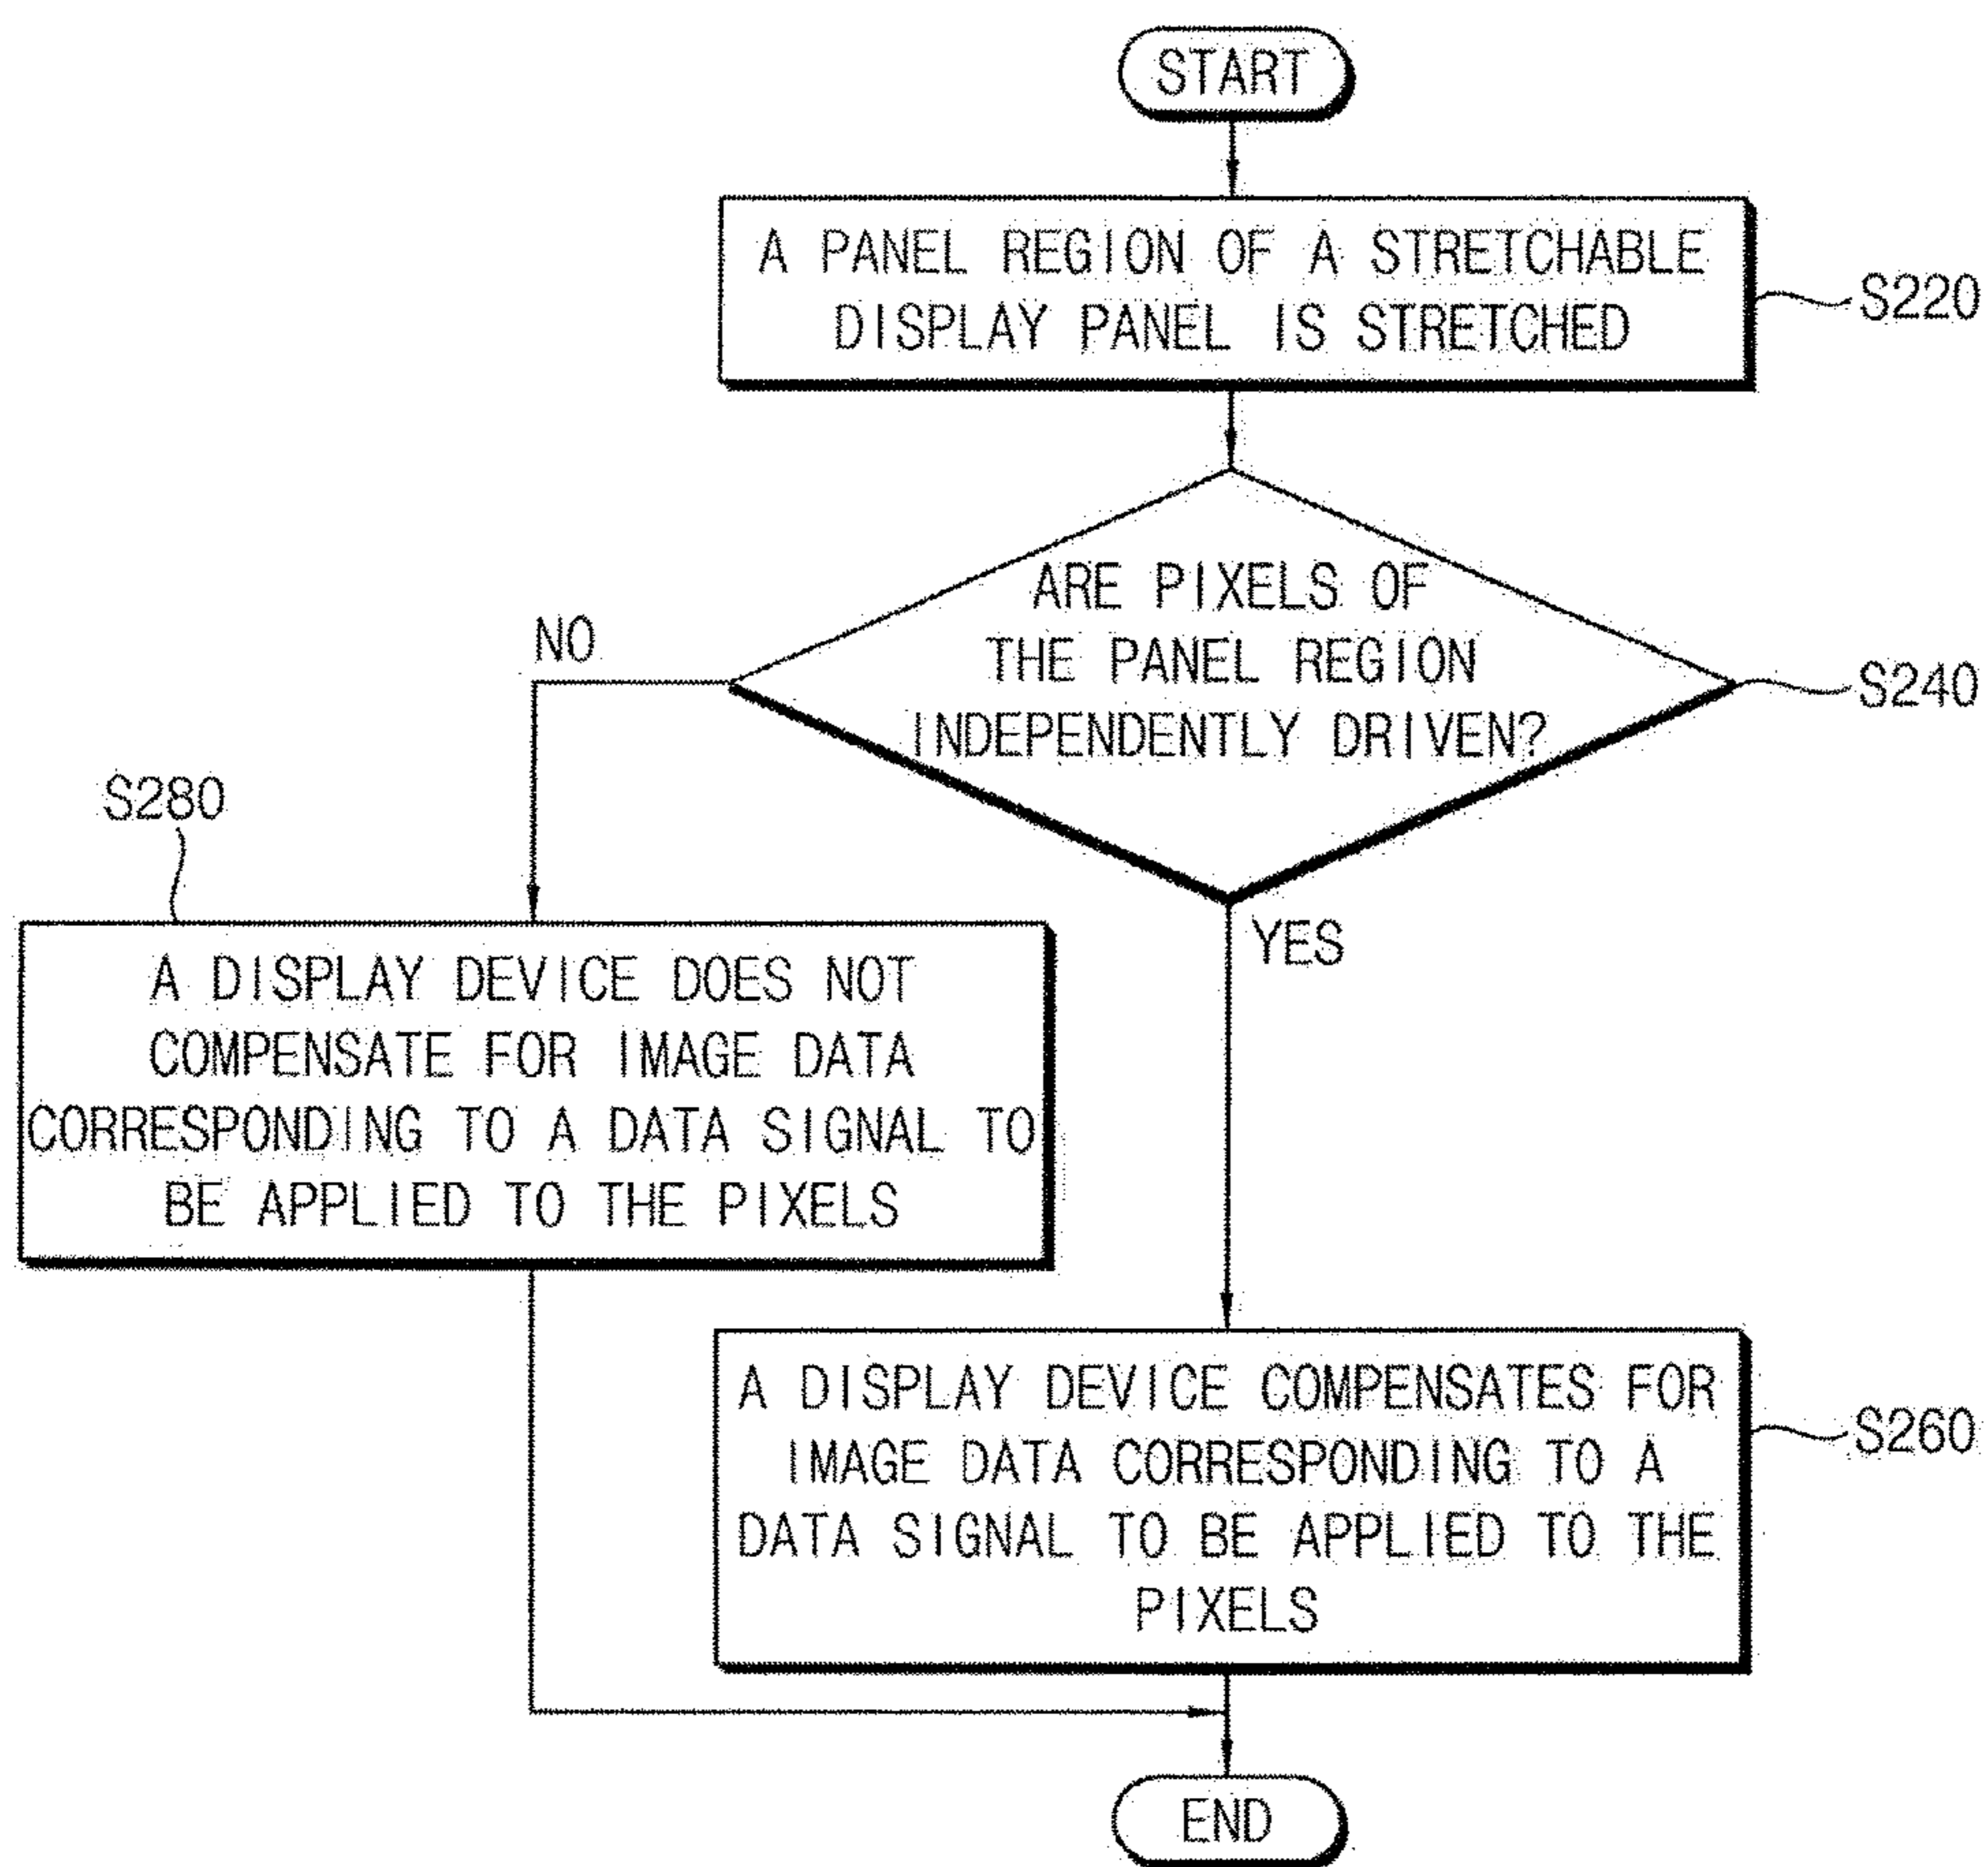 START
A PANEL REGION OF A STRETCHABLE
DISPLAY PANEL IS STRETCHED
S220
ARE PIXELS OF
THE PANEL REGION
INDEPENDENTLY DRIVEN?
S240
NO
YES
S280
A DISPLAY DEVICE DOES NOT
COMPENSATE FOR IMAGE DATA
CORRESPONDING TO A DATA SIGNAL TO
BE APPLIED TO THE PIXELS
A DISPLAY DEVICE COMPENSATES FOR
IMAGE DATA CORRESPONDING TO A
DATA SIGNAL TO BE APPLIED TO THE
PIXELS
S260
END